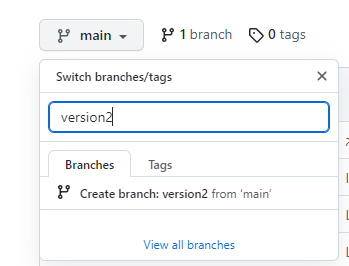 main 1 branch 0 tags
Switch branches/tags
version2
Branches Tags
Create branch: version2 from 'main'
View all branches